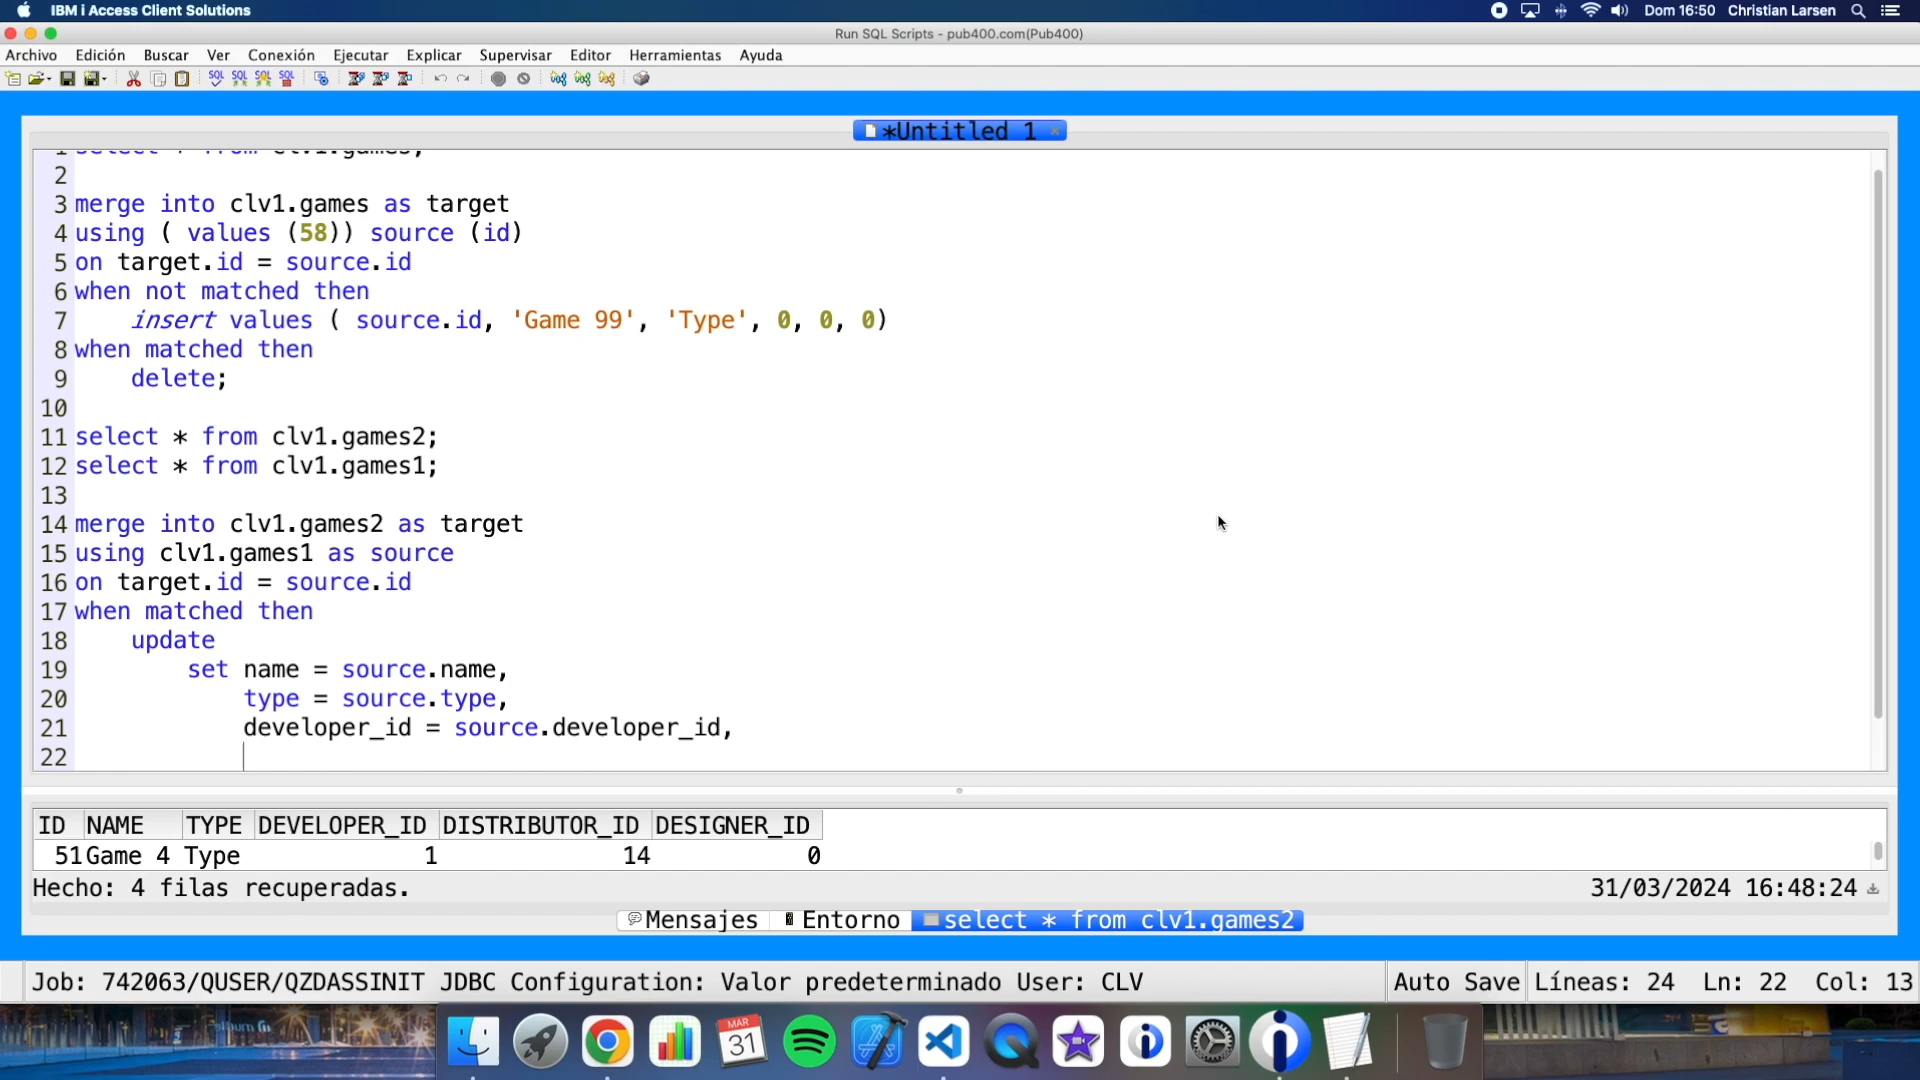 IBM i Access Client Solutions
Dom 16:50 Christian Larsen
Run SQL Scripts - pub400.com(Pub400)
Archivo Edición Buscar Ver Conexión Ejecutar Explicar Supervisar Editor Herramientas Ayuda
*Untitled 1
1 select * from clv1.games;
2
3 merge into clv1.games as target
4 using ( values (58)) source (id)
5 on target.id = source.id
6 when not matched then
7 insert values ( source.id, 'Game 99', 'Type', 0, 0, 0)
8 when matched then
9 delete;
10
11 select * from clv1.games2;
12 select * from clv1.games1;
13
14 merge into clv1.games2 as target
15 using clv1.games1 as source
16 on target.id = source.id
17 when matched then
18 update
19 set name = source.name,
20 type = source.type,
21 developer_id = source.developer_id,
22
ID NAME TYPE DEVELOPER_ID DISTRIBUTOR_ID DESIGNER_ID
51 Game 4 Type 1 14 0
Hecho: 4 filas recuperadas. 31/03/2024 16:48:24
Mensajes Entorno select * from clv1.games2
Job: 742063/QUSER/QZDASSINIT JDBC Configuration: Valor predeterminado User: CLV Auto Save Líneas: 24 Ln: 22 Col: 13
MAR
31